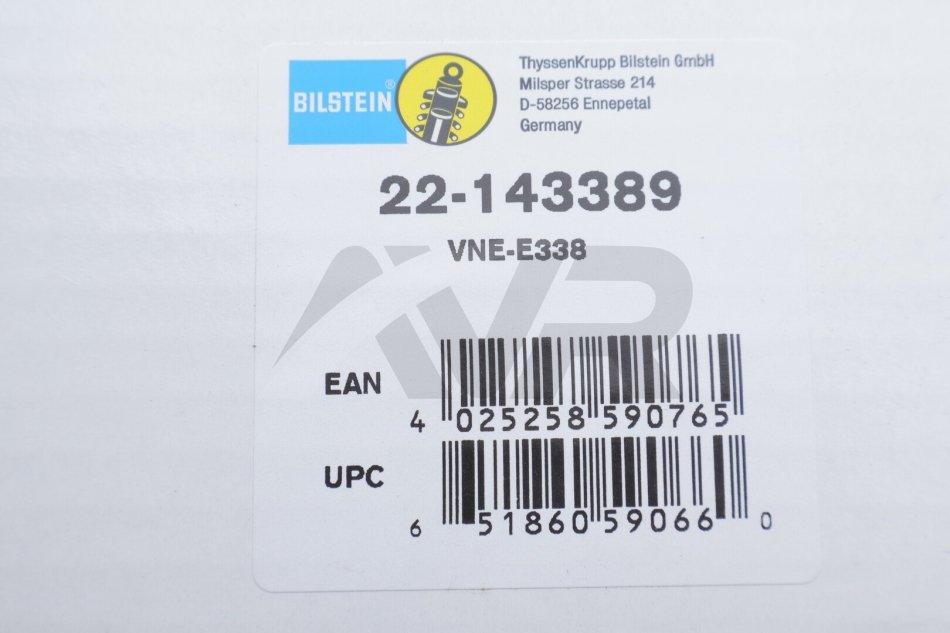 BILSTEIN®
ThyssenKrupp Bilstein GmbH
Milsper Strasse 214
D-58256 Ennepetal
Germany
22-143389
VNE-E338
EAN
4 025258 590765
UPC
6 51860 59066 0